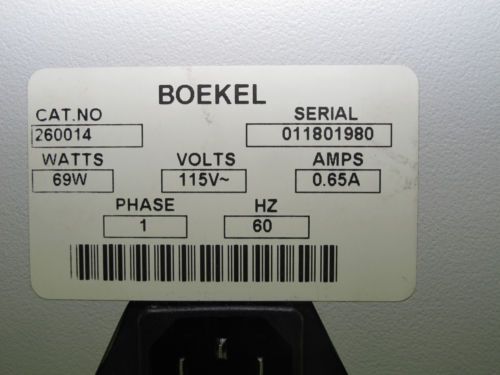 BOEKEL
CAT.NO SERIAL
260014 011801980
WATTS VOLTS AMPS
69W 115V~ 0.65A
PHASE HZ
1 60